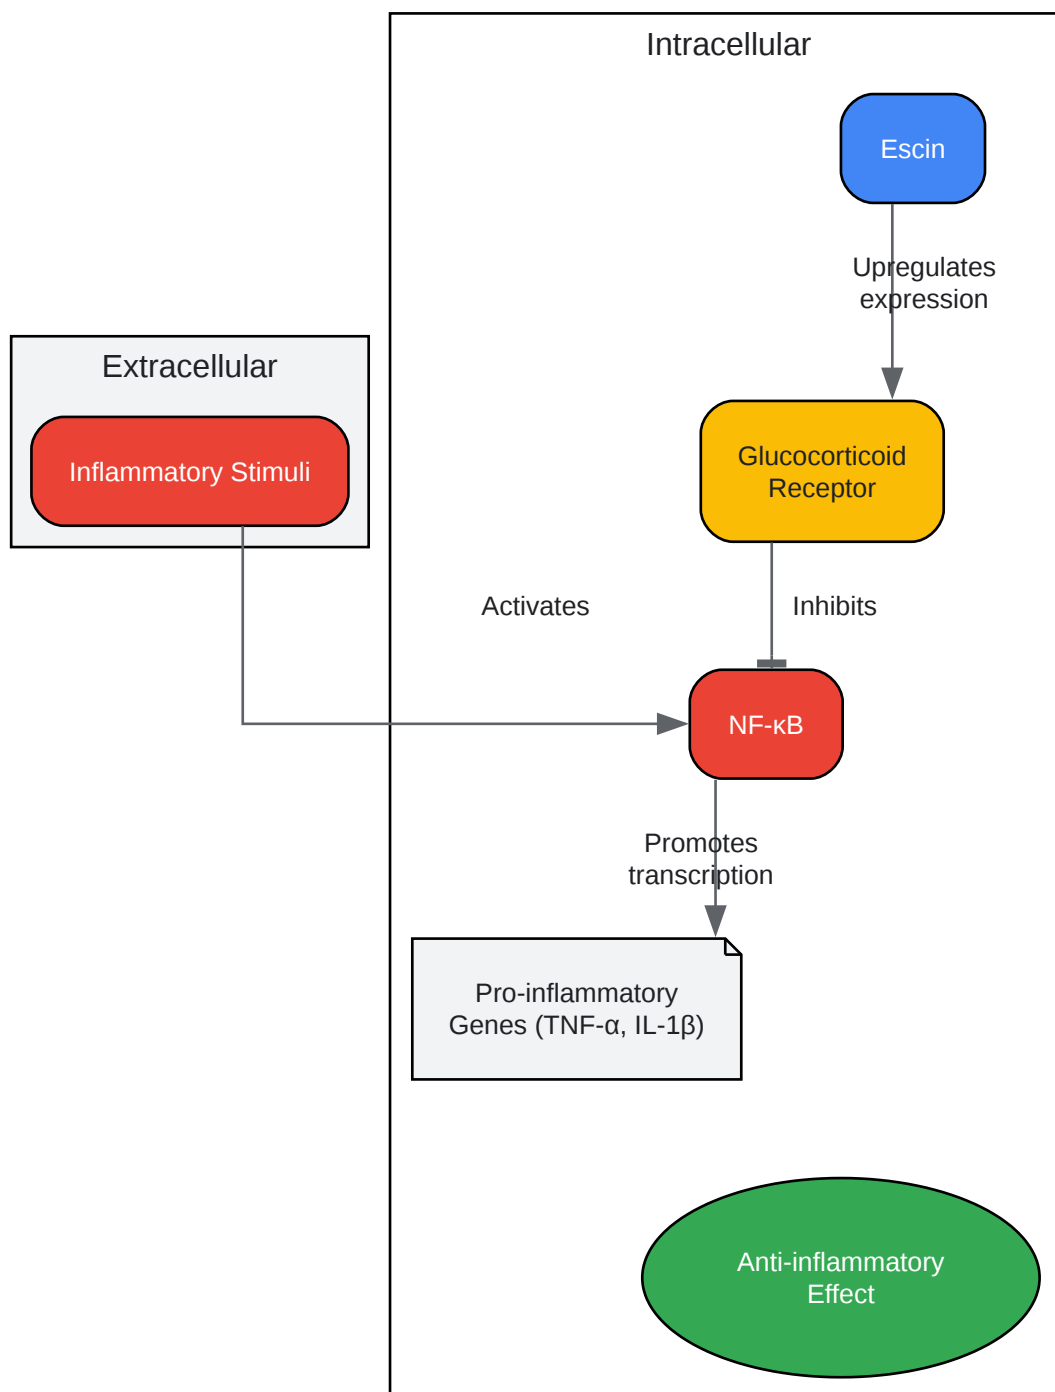 Intracellular
Escin
Upregulates
expression
Extracellular
Inflammatory Stimuli
Glucocorticoid
Receptor
Activates
Inhibits
NF-κB
Promotes
transcription
Pro-inflammatory
Genes (TNF-α, IL-1β)
Anti-inflammatory
Effect